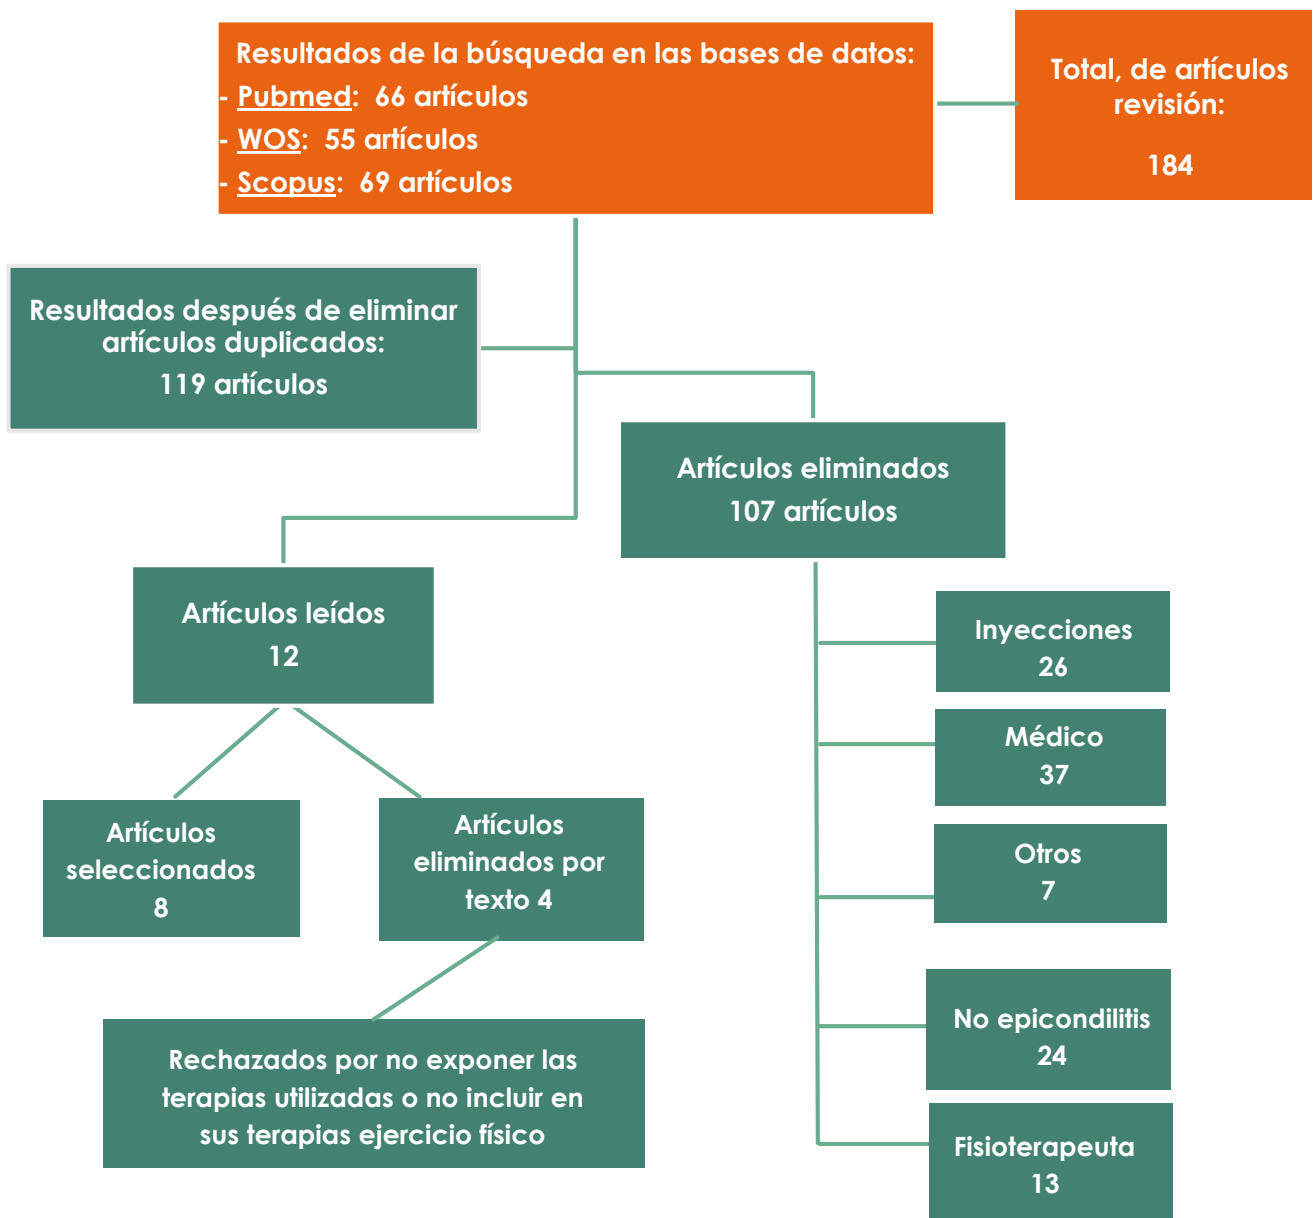 Resultados de la búsqueda en las bases de datos:
- Pubmed: 66 artículos
- WOS: 55 artículos
- Scopus: 69 artículos
Total, de artículos
revisión:
184
Resultados después de eliminar
artículos duplicados:
119 artículos
Artículos eliminados
107 artículos
Artículos leídos
12
Inyecciones
26
Médico
37
Otros
7
No epicondilitis
24
Fisioterapeuta
13
Artículos
seleccionados
8
Artículos
eliminados por
texto 4
Rechazados por no exponer las
terapias utilizadas o no incluir en
sus terapias ejercicio físico